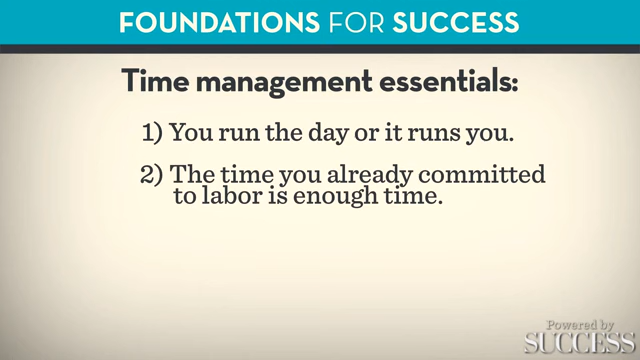 FOUNDATIONS FOR SUCCESS
Time management essentials:
1) You run the day or it runs you.
2) The time you already committed
to labor is enough time.
Powered by
SUCCESS